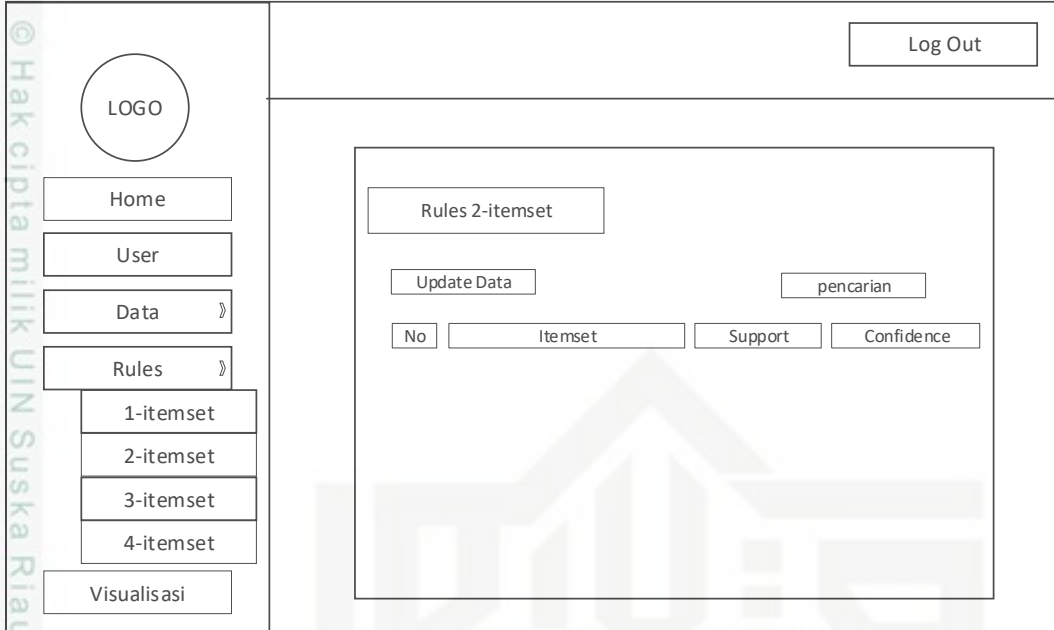 © Hak cipta milik UIN Suska Riau
LOGO
Log Out
Home
User
Data »
Rules »
1-itemset
2-itemset
3-itemset
4-itemset
Visualisasi
Rules 2-itemset
Update Data
pencarian
No Itemset Support Confidence